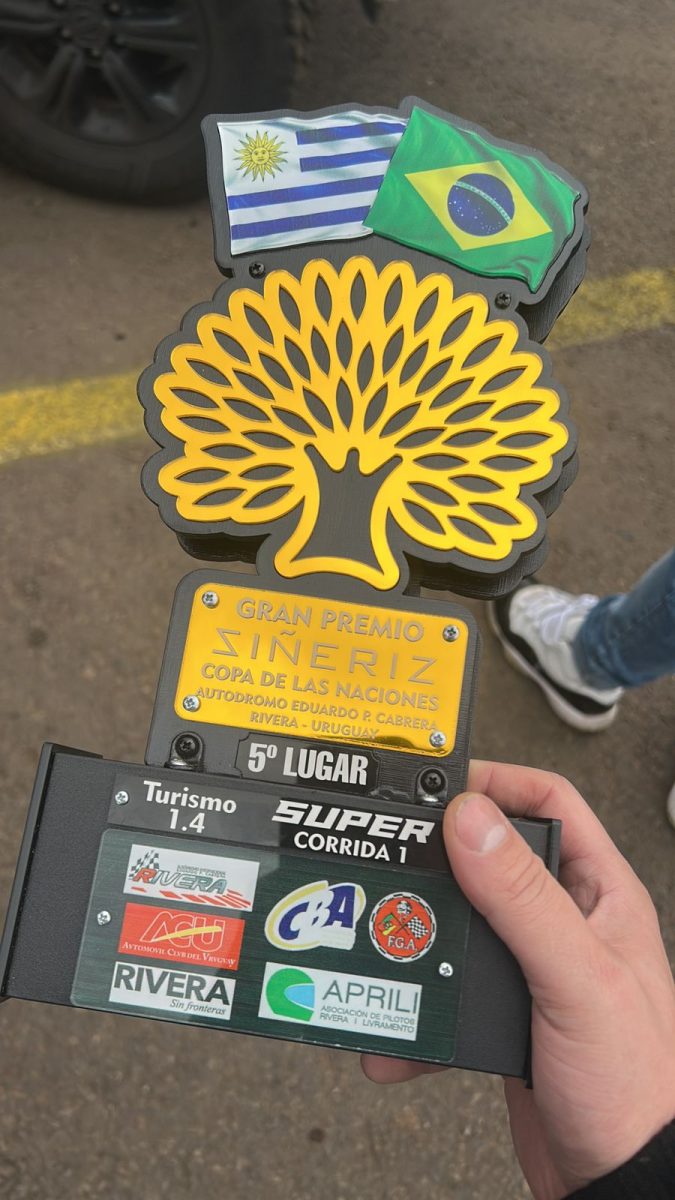 GRAN PREMIO
SIÑERIZ
COPA DE LAS NACIONES
AUTODROMO EDUARDO P. CABRERA
RIVERA - URUGUAY
5º LUGAR
Turismo
1.4
SUPER
CORRIDA 1
RIVERA
ACU
AUTOMOVIL CLUB DEL URUGUAY
RIVERA
Sin fronteras
CBA
F.G.A.
APRILI
ASOCIACIÓN DE PILOTOS
RIVERA I LIVRAMENTO